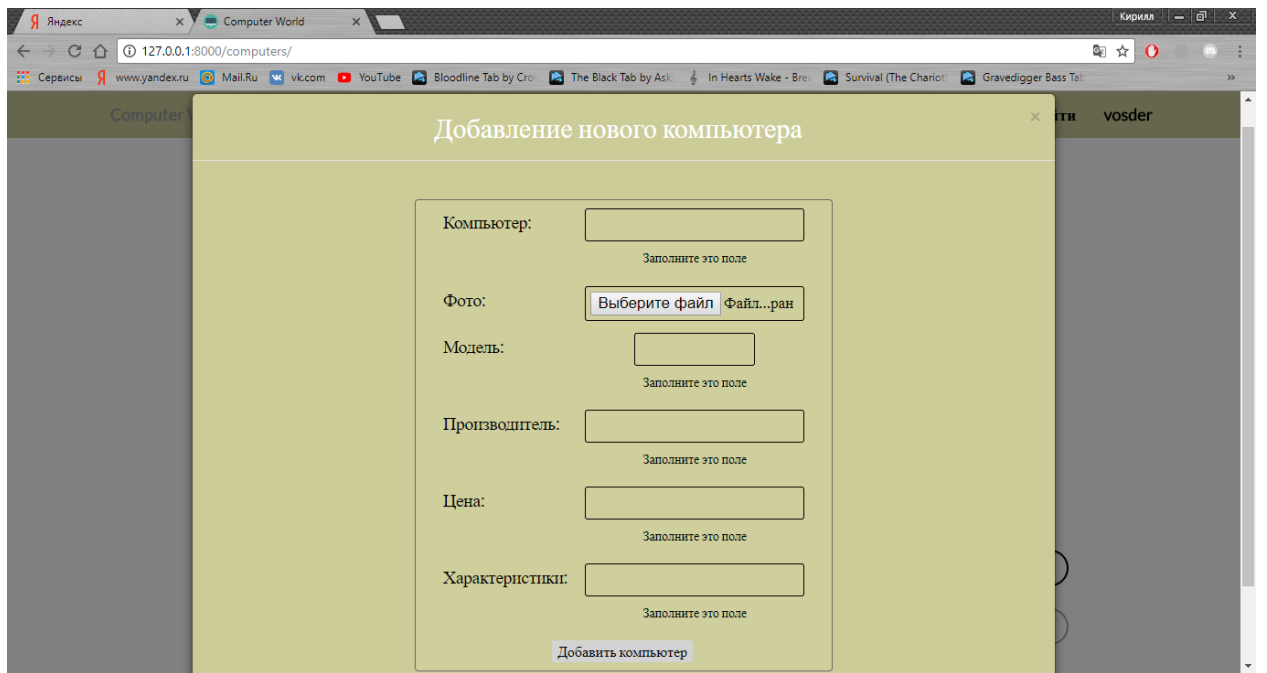 Яндекс
Computer World
Кирилл
127.0.0.1:8000/computers/
Сервисы www.yandex.ru Mail.Ru vk.com YouTube Bloodline Tab by Cro The Black Tab by Ask In Hearts Wake - Bre Survival (The Chariot) Gravedigger Bass Tab
Computer
vosder
Добавление нового компьютера
Компьютер:
Заполните это поле
Фото:
Выберите файл Файл...ран
Модель:
Заполните это поле
Производитель:
Заполните это поле
Цена:
Заполните это поле
Характеристики:
Заполните это поле
Добавить компьютер